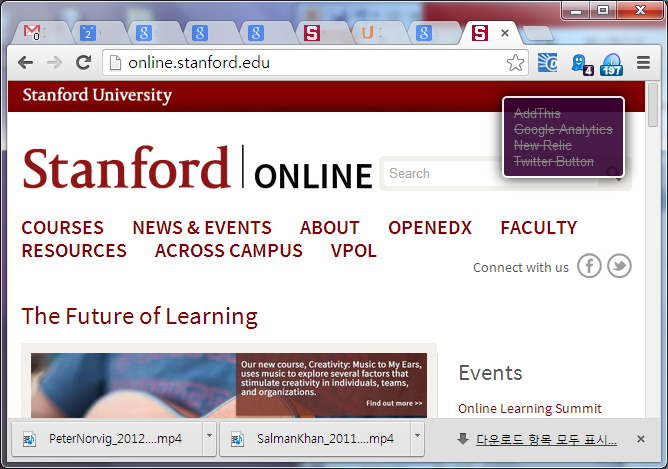 0
2
8
8
8
S
U
8
S
online.stanford.edu
4
197
Stanford University
AddThis
Google Analytics
New Relic
Twitter Button
Stanford ONLINE
Search
COURSES NEWS & EVENTS ABOUT OPENEDX FACULTY
RESOURCES ACROSS CAMPUS VPOL
Connect with us
The Future of Learning
Our new course, Creativity: Music to My Ears,
uses music to explore several factors that
stimulate creativity in individuals, teams,
and organizations.
Find out more >>
Events
Online Learning Summit
PeterNorvig_2012....mp4
SalmanKhan_2011....mp4
다운로드 항목 모두 표시...